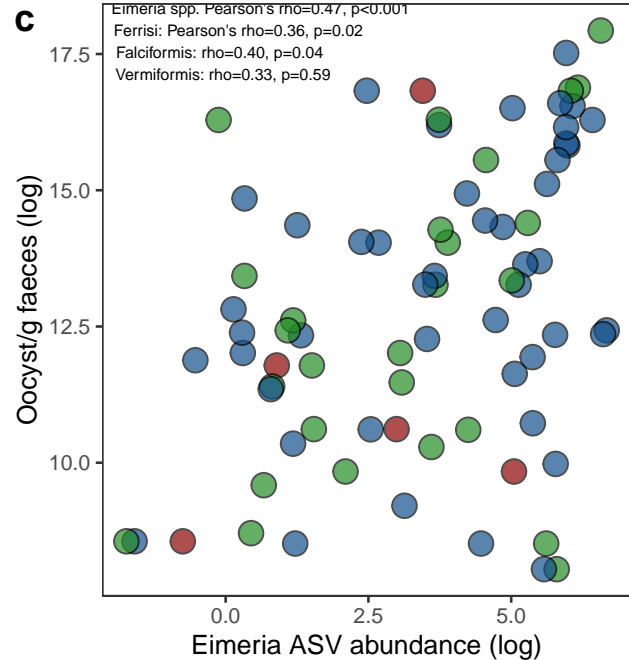 c
Eimeria spp. Pearson's rho=0.47, p<0.001
Ferrisi: Pearson's rho=0.36, p=0.02
Falciformis: rho=0.40, p=0.04
Vermiformis: rho=0.33, p=0.59
17.5
15.0
12.5
10.0
Oocyst/g faeces (log)
0.0 2.5 5.0
Eimeria ASV abundance (log)